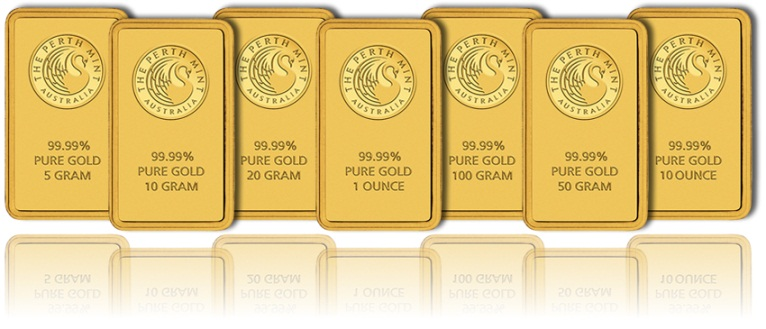 THE PERTH MINT
AUSTRALIA
99.99%
PURE GOLD
5 GRAM
THE PERTH MINT
AUSTRALIA
99.99%
PURE GOLD
10 GRAM
THE PERTH MINT
AUSTRALIA
99.99%
PURE GOLD
20 GRAM
THE PERTH MINT
AUSTRALIA
99.99%
PURE GOLD
1 OUNCE
THE PERTH MINT
AUSTRALIA
99.99%
PURE GOLD
100 GRAM
THE PERTH MINT
AUSTRALIA
99.99%
PURE GOLD
50 GRAM
THE PERTH MINT
AUSTRALIA
99.99%
PURE GOLD
10 OUNCE